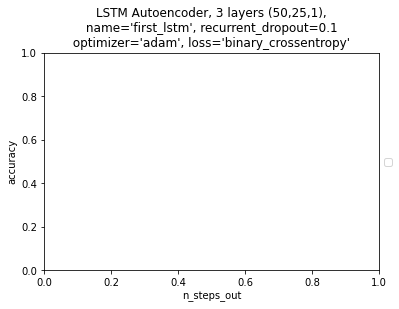 LSTM Autoencoder, 3 layers (50,25,1),
name='first_lstm', recurrent_dropout=0.1
optimizer='adam', loss='binary_crossentropy'
1.0
0.8
0.6
0.4
0.2
0.0
accuracy
0.0 0.2 0.4 0.6 0.8 1.0
n_steps_out